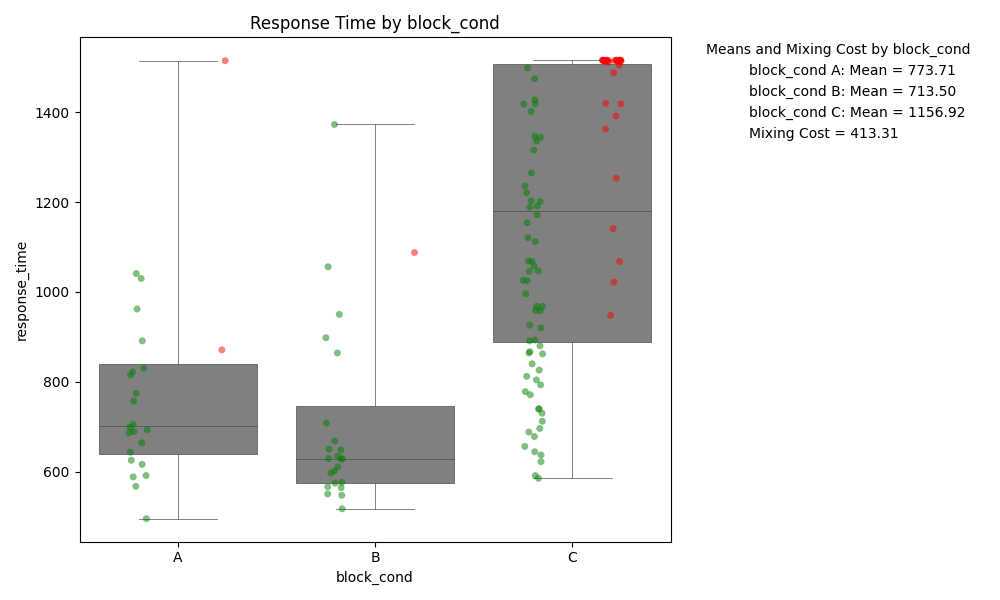 Response Time by block_cond
Means and Mixing Cost by block_cond
block_cond A: Mean = 773.71
block_cond B: Mean = 713.50
block_cond C: Mean = 1156.92
Mixing Cost = 413.31
response_time
1400
1200
1000
800
600
A
B
C
block_cond